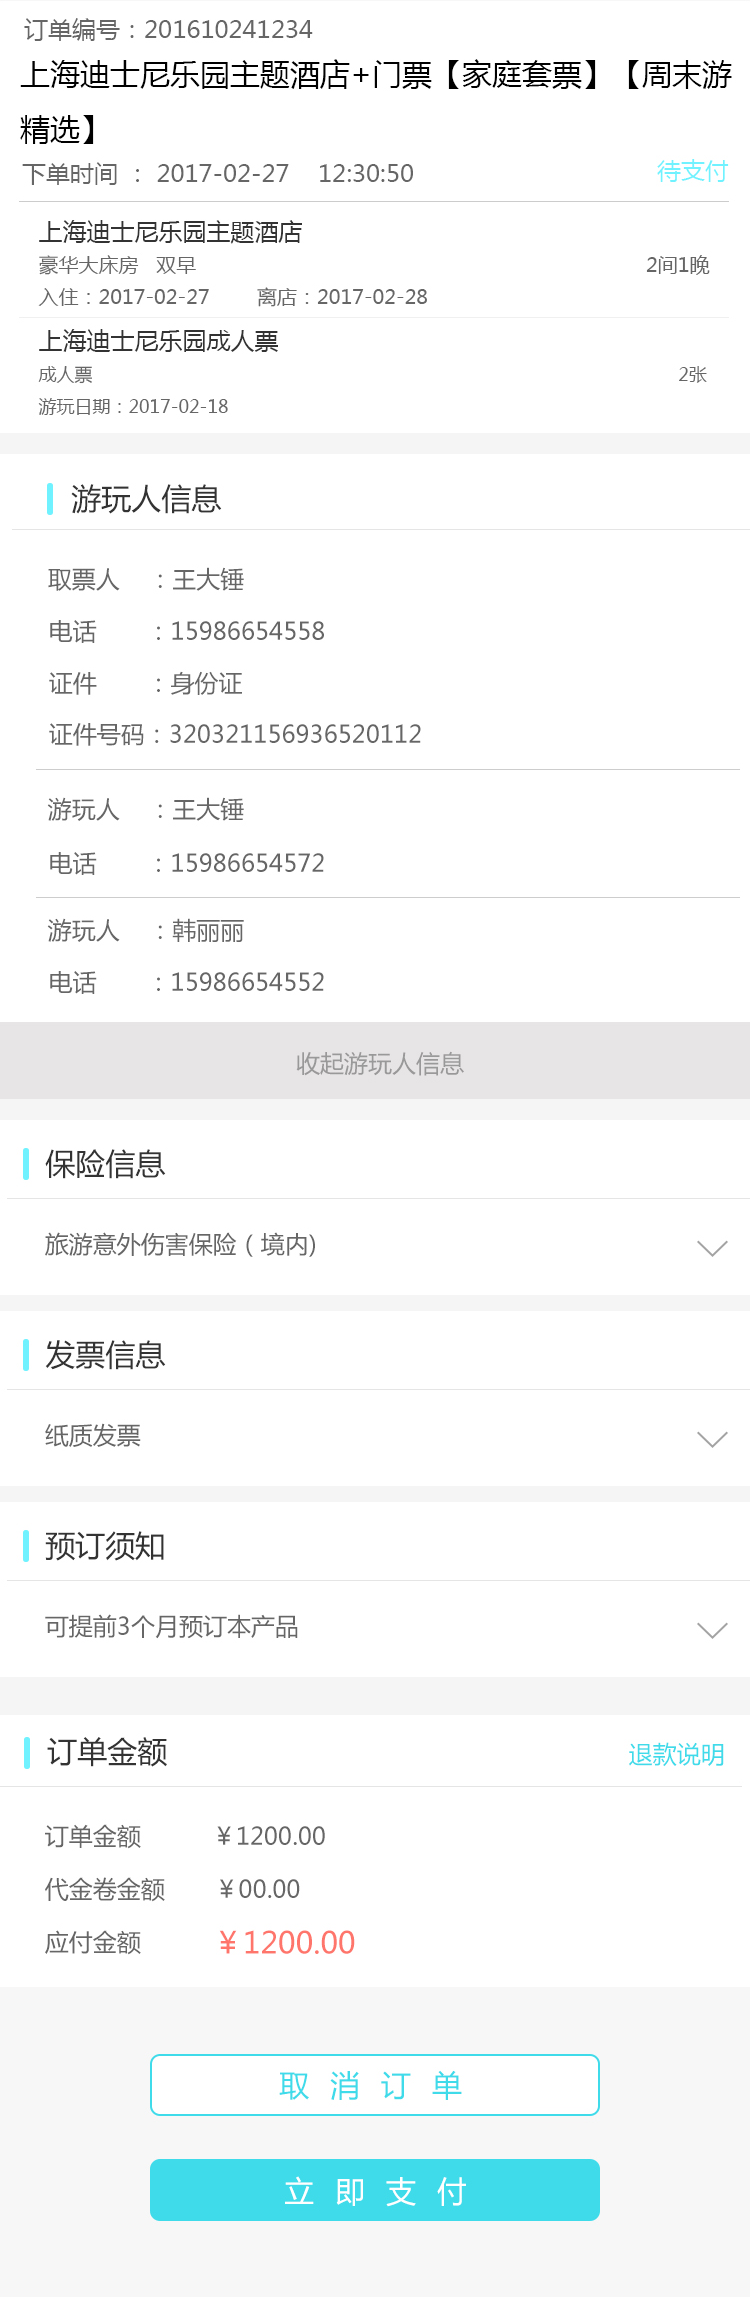 订单编号：201610241234
上海迪士尼乐园主题酒店+门票【家庭套票】【周末游
精选】
下单时间 ： 2017-02-27 12:30:50 待支付
上海迪士尼乐园主题酒店
豪华大床房 双早 2间1晚
入住：2017-02-27 离店：2017-02-28
上海迪士尼乐园成人票
成人票 2张
游玩日期：2017-02-18
游玩人信息
取票人 ：王大锤
电话 ：15986654558
证件 ：身份证
证件号码：320321156936520112
游玩人 ：王大锤
电话 ：15986654572
游玩人 ：韩丽丽
电话 ：15986654552
收起游玩人信息
保险信息
旅游意外伤害保险（境内)
发票信息
纸质发票
预订须知
可提前3个月预订本产品
订单金额 退款说明
订单金额 ¥1200.00
代金卷金额 ¥00.00
应付金额 ¥1200.00
取 消 订 单
立 即 支 付